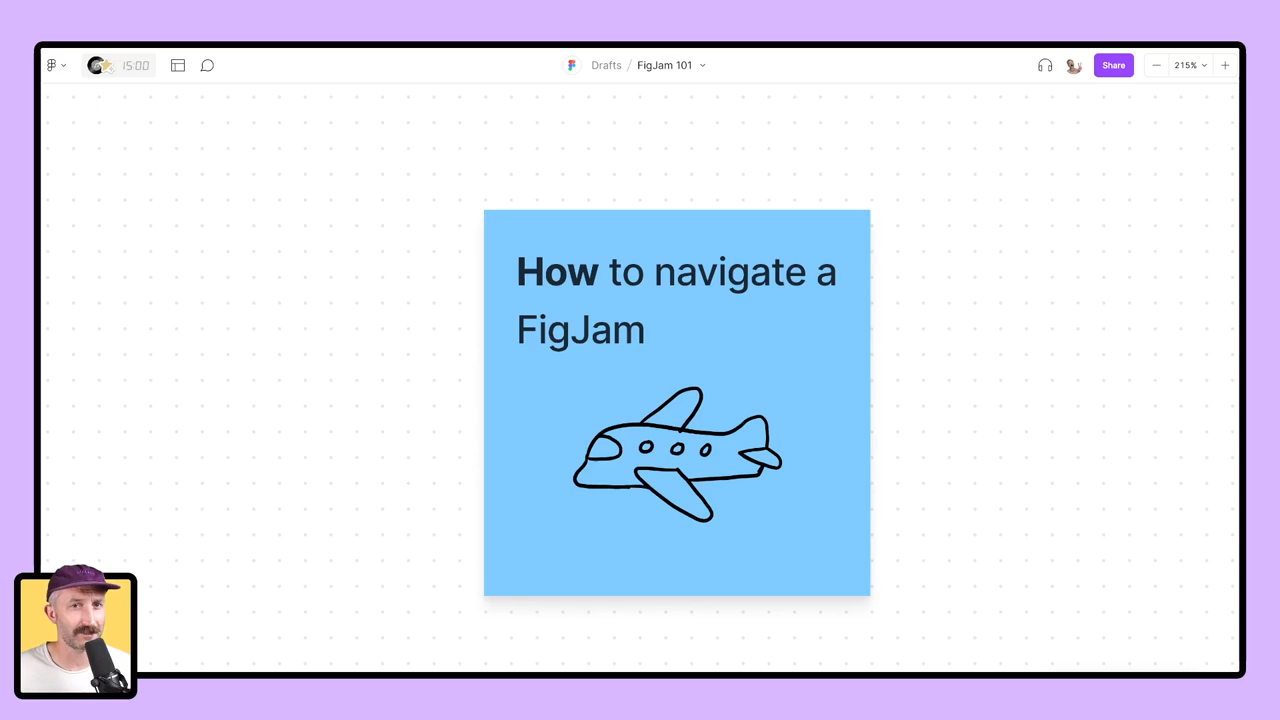 15:00
Drafts / FigJam 101
Share
215%
How to navigate a
FigJam